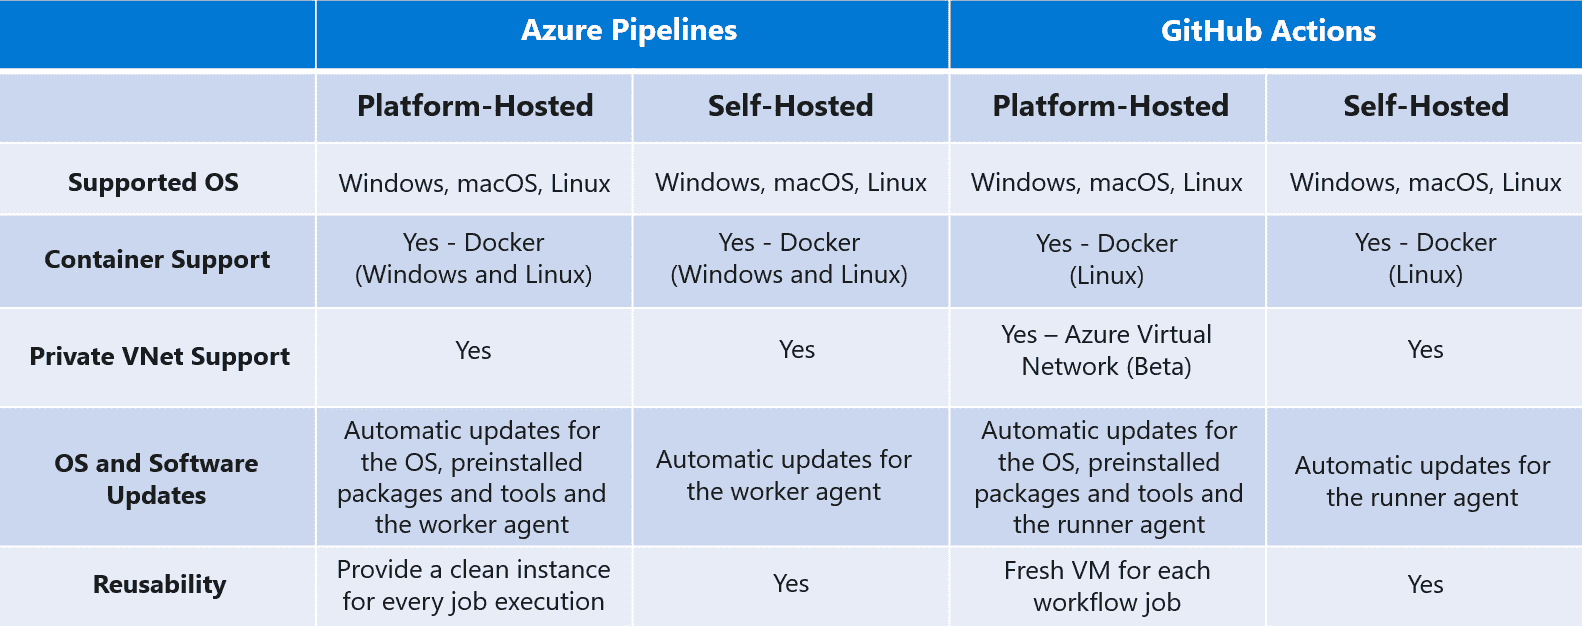 Azure Pipelines
GitHub Actions
Platform-Hosted
Self-Hosted
Platform-Hosted
Self-Hosted
Supported OS
Windows, macOS, Linux
Windows, macOS, Linux
Windows, macOS, Linux
Windows, macOS, Linux
Container Support
Yes - Docker
(Windows and Linux)
Yes - Docker
(Windows and Linux)
Yes - Docker
(Linux)
Yes - Docker
(Linux)
Private VNet Support
Yes
Yes
Yes – Azure Virtual
Network (Beta)
Yes
OS and Software
Updates
Automatic updates for
the OS, preinstalled
packages and tools and
the worker agent
Automatic updates for
the worker agent
Automatic updates for
the OS, preinstalled
packages and tools and
the runner agent
Automatic updates for
the runner agent
Reusability
Provide a clean instance
for every job execution
Yes
Fresh VM for each
workflow job
Yes